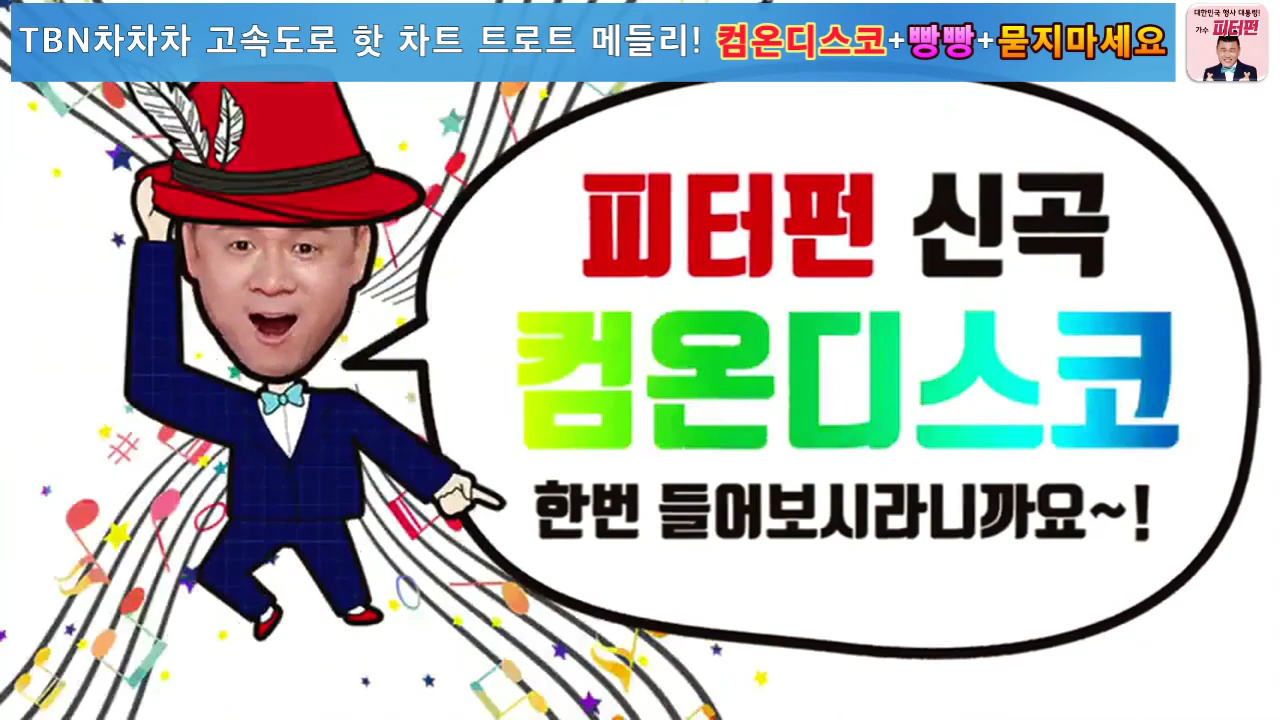 TBN차차차 고속도로 핫 차트 트로트 메들리! 컴온디스코+빵빵+묻지마세요
대한민국 행사 대통령!
가수 피터펀
피터펀 신곡
컴온디스코
한번 들어보시라니까요~!